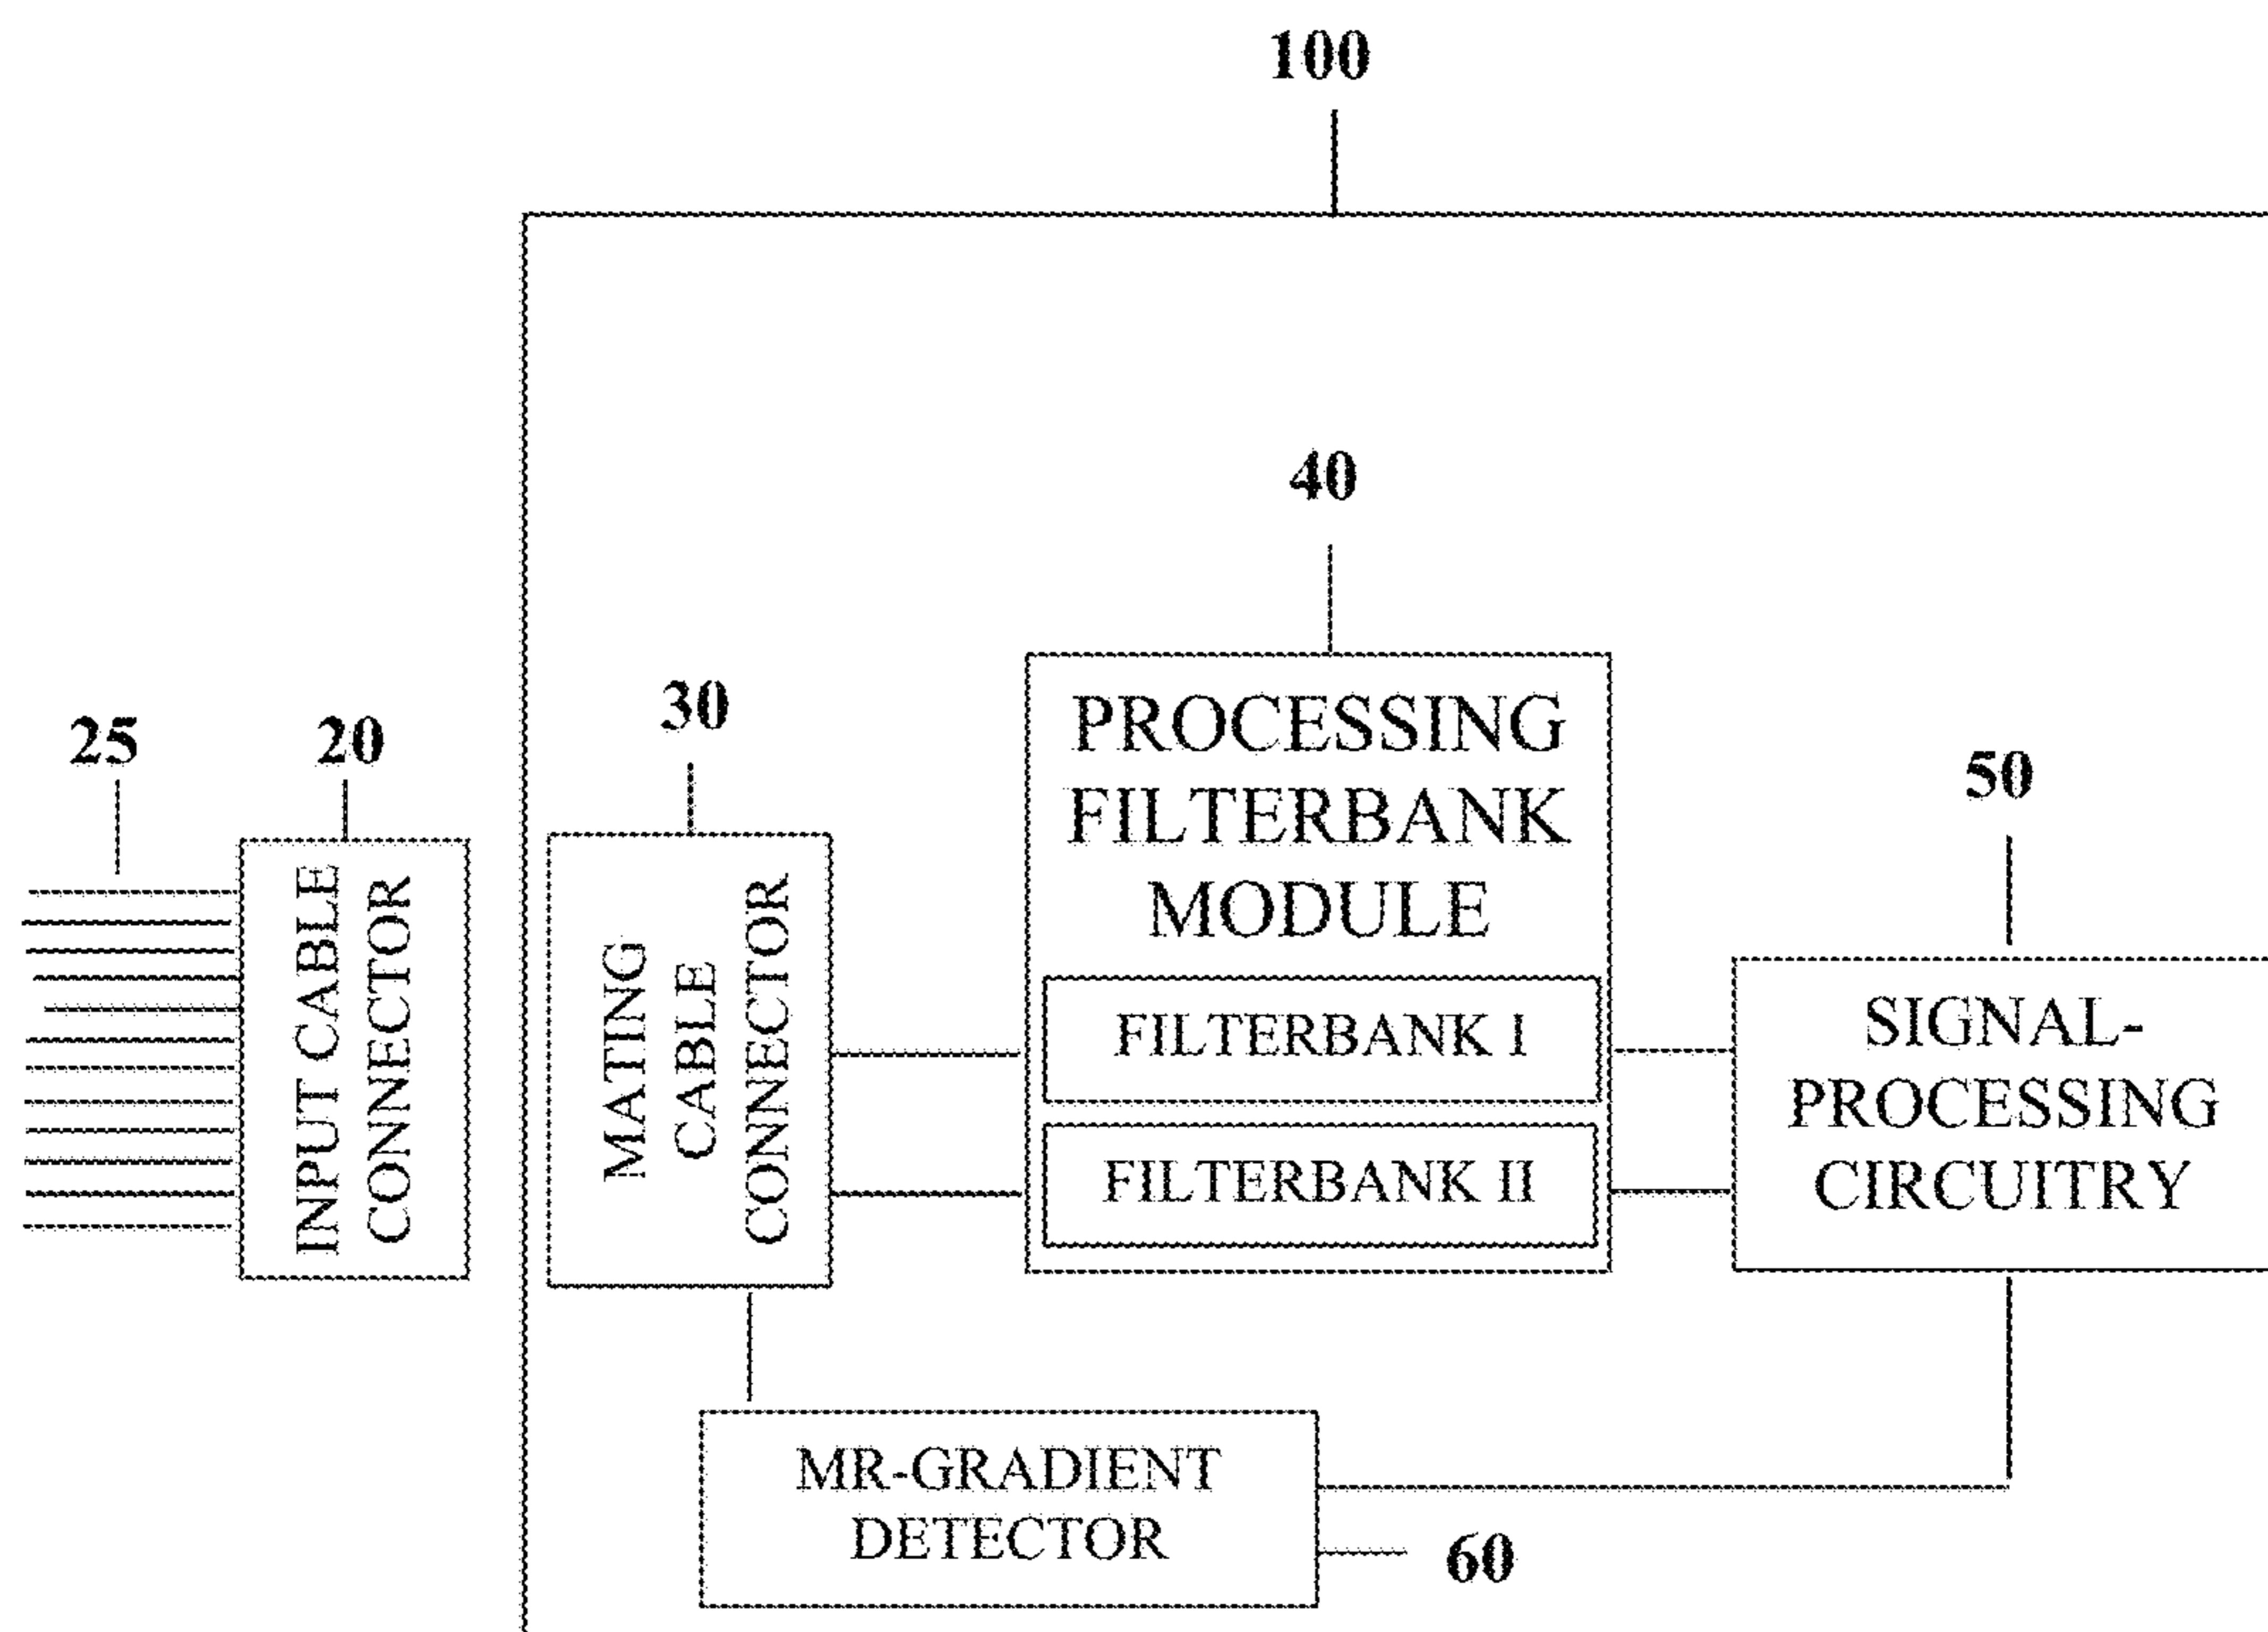 100
40
30
25
20
50
PROCESSING
FILTERBANK
MODULE
INPUT CABLE
CONNECTOR
MATING
CABLE
CONNECTOR
FILTERBANK I
FILTERBANK II
SIGNAL-
PROCESSING
CIRCUITRY
MR-GRADIENT
DETECTOR
60